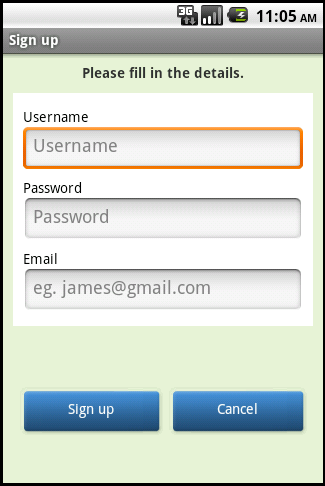 3G 11:05 AM
Sign up
Please fill in the details.
Username
Username
Password
Password
Email
eg. james@gmail.com
Sign up Cancel